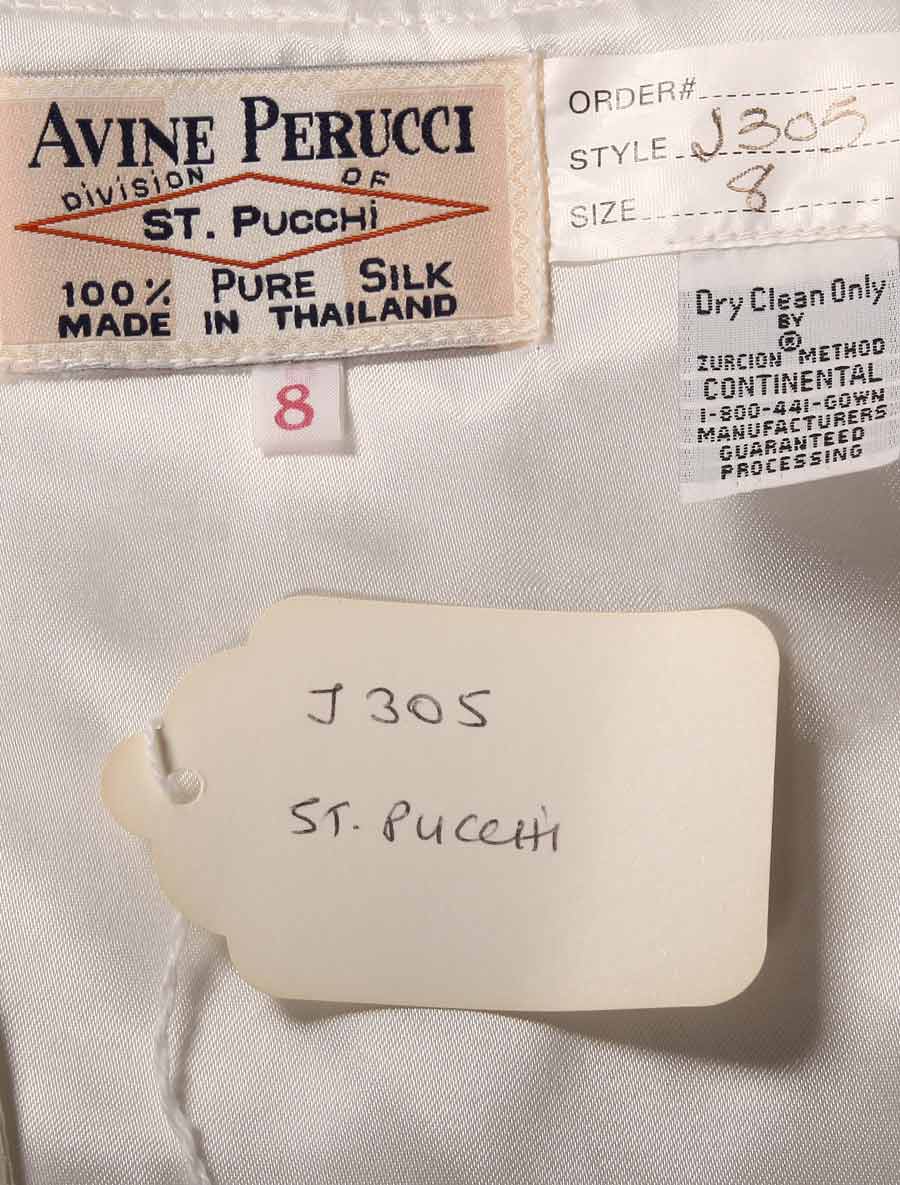 AVINE PERUCCI
DIVISION OF
ST. PUCCHi
100% PURE SILK
MADE IN THAILAND
8
ORDER#
STYLE J305
SIZE 8
Dry Clean Only
BY
®
ZURCION METHOD
CONTINENTAL
1-800-441-GOWN
MANUFACTURERS
GUARANTEED
PROCESSING
J305
ST. PUCCHi